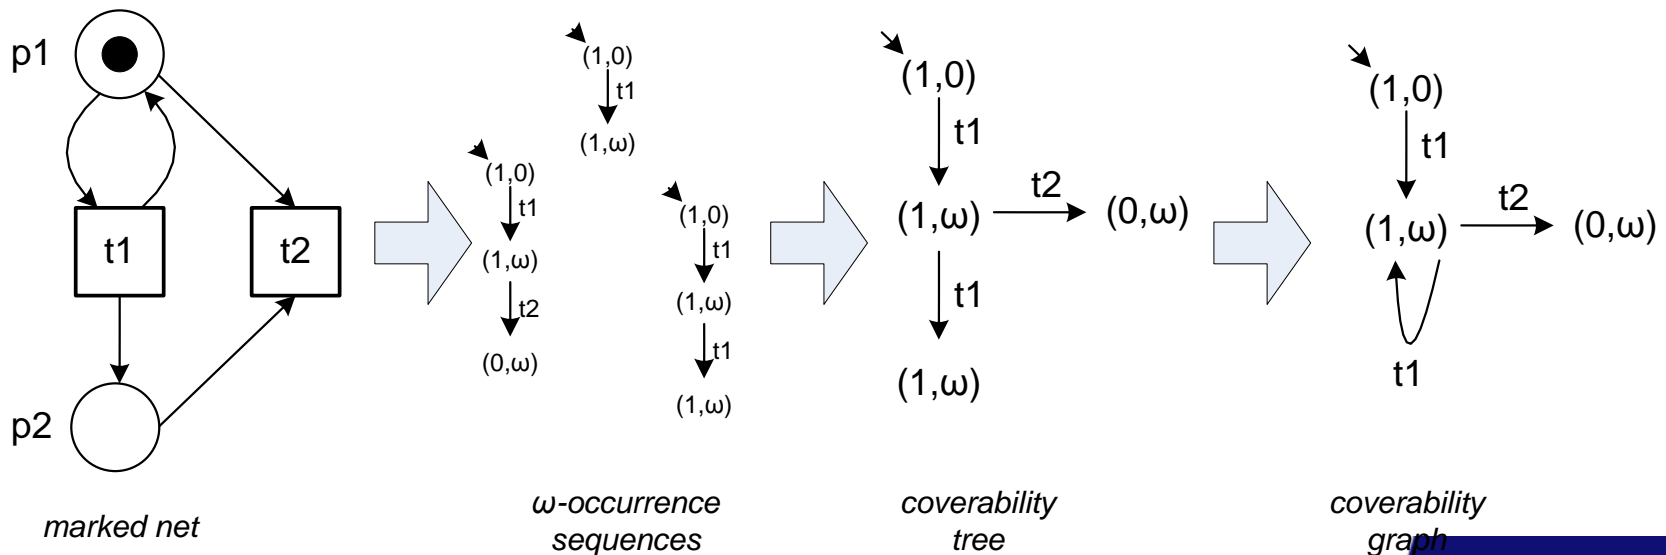 p1
t1
t2
p2
marked net
(1,0)
t1
(1,ω)
(1,0)
t1
(1,ω)
t2
(0,ω)
(1,0)
t1
(1,ω)
t1
(1,ω)
ω-occurrence
sequences
(1,0)
t1
(1,ω)
t2
(0,ω)
t1
(1,ω)
coverability
tree
(1,0)
t1
(1,ω)
t2
(0,ω)
t1
coverability
graph